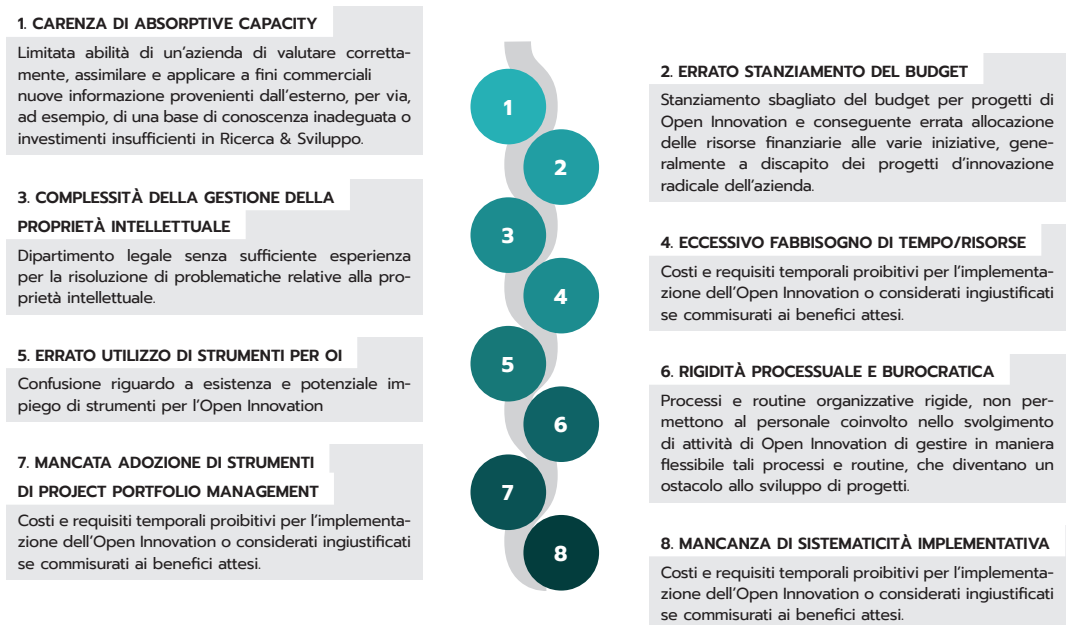 1. CARENZA DI ABSORPTIVE CAPACITY
Limitata abilità di un'azienda di valutare corretta-
mente, assimilare e applicare a fini commerciali
nuove informazione provenienti dall'esterno, per via,
ad esempio, di una base di conoscenza inadeguata o
investimenti insufficienti in Ricerca & Sviluppo.
1
2. ERRATO STANZIAMENTO DEL BUDGET
Stanziamento sbagliato del budget per progetti di
Open Innovation e conseguente errata allocazione
delle risorse finanziarie alle varie iniziative, gene-
ralmente a discapito dei progetti d'innovazione
radicale dell'azienda.
2
3. COMPLESSITÀ DELLA GESTIONE DELLA
PROPRIETÀ INTELLETTUALE
Dipartimento legale senza sufficiente esperienza
per la risoluzione di problematiche relative alla pro-
prietà intellettuale.
3
4. ECCESSIVO FABBISOGNO DI TEMPO/RISORSE
Costi e requisiti temporali proibitivi per l'implementa-
zione dell'Open Innovation o considerati ingiustificati
se commisurati ai benefici attesi.
4
5. ERRATO UTILIZZO DI STRUMENTI PER OI
Confusione riguardo a esistenza e potenziale im-
piego di strumenti per l'Open Innovation
5
6. RIGIDITÀ PROCESSUALE E BUROCRATICA
Processi e routine organizzative rigide, non per-
mettono al personale coinvolto nello svolgimento
di attività di Open Innovation di gestire in maniera
flessibile tali processi e routine, che diventano un
ostacolo allo sviluppo di progetti.
6
7. MANCATA ADOZIONE DI STRUMENTI
DI PROJECT PORTFOLIO MANAGEMENT
Costi e requisiti temporali proibitivi per l'implementa-
zione dell'Open Innovation o considerati ingiustificati
se commisurati ai benefici attesi.
7
8. MANCANZA DI SISTEMATICITÀ IMPLEMENTATIVA
Costi e requisiti temporali proibitivi per l'implementa-
zione dell'Open Innovation o considerati ingiustificati
se commisurati ai benefici attesi.
8